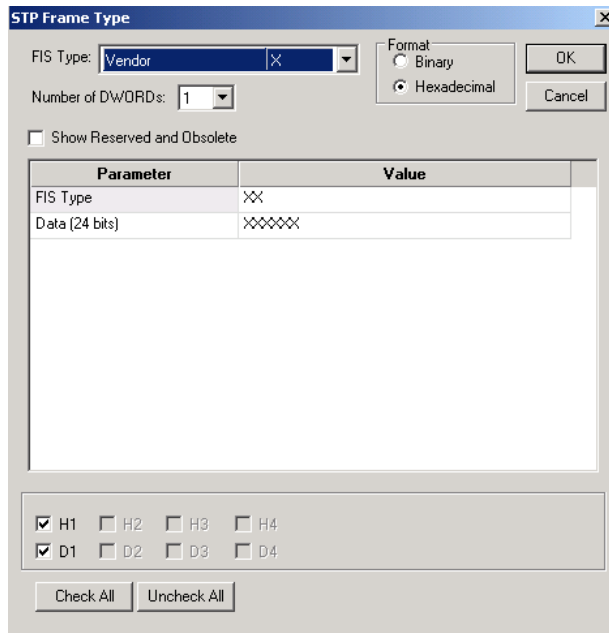 STP Frame Type
FIS Type: Vendor X
Format
Binary
Hexadecimal
OK
Cancel
Number of DWORDs: 1
Show Reserved and Obsolete
Parameter Value
FIS Type XX
Data (24 bits) XXXXXX
H1 H2 H3 H4
D1 D2 D3 D4
Check All Uncheck All